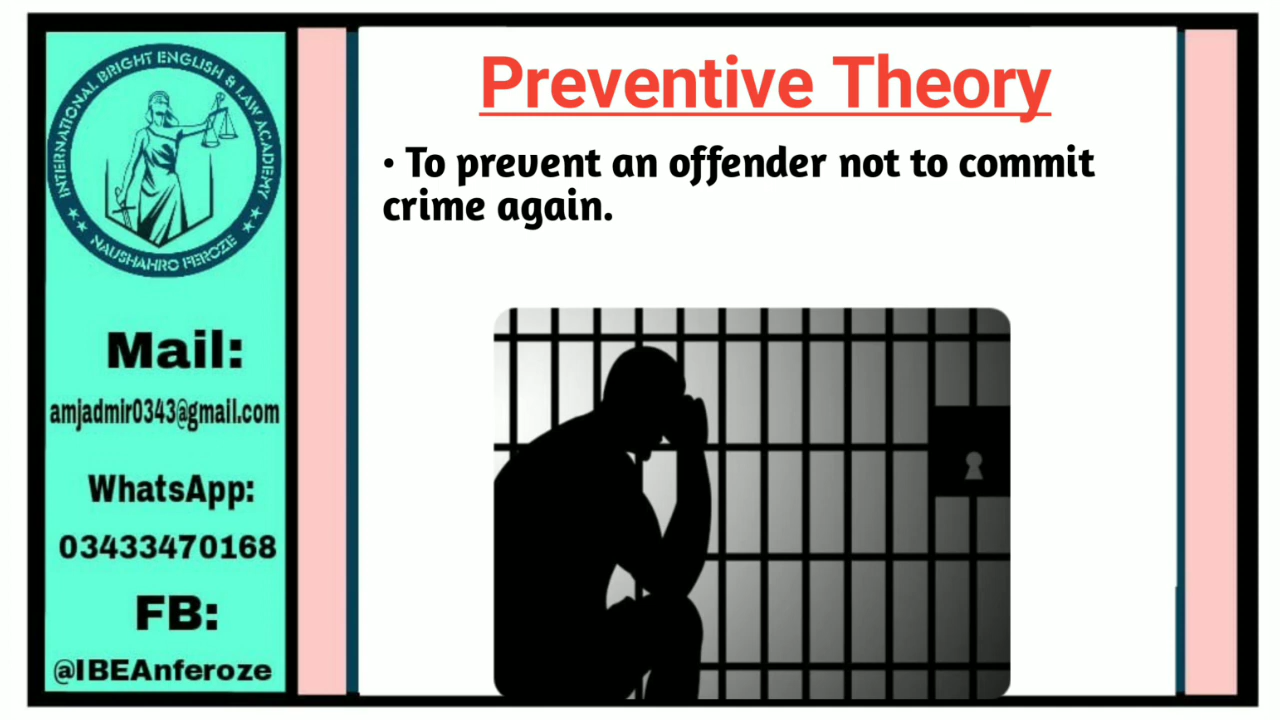 INTERNATIONAL BRIGHT ENGLISH & LAW ACADEMY
NAUSHAHRO FEROZE
Mail:
amjadmir0343@gmail.com
WhatsApp:
03433470168
FB:
@IBEAnferoze
Preventive Theory
• To prevent an offender not to commit
crime again.